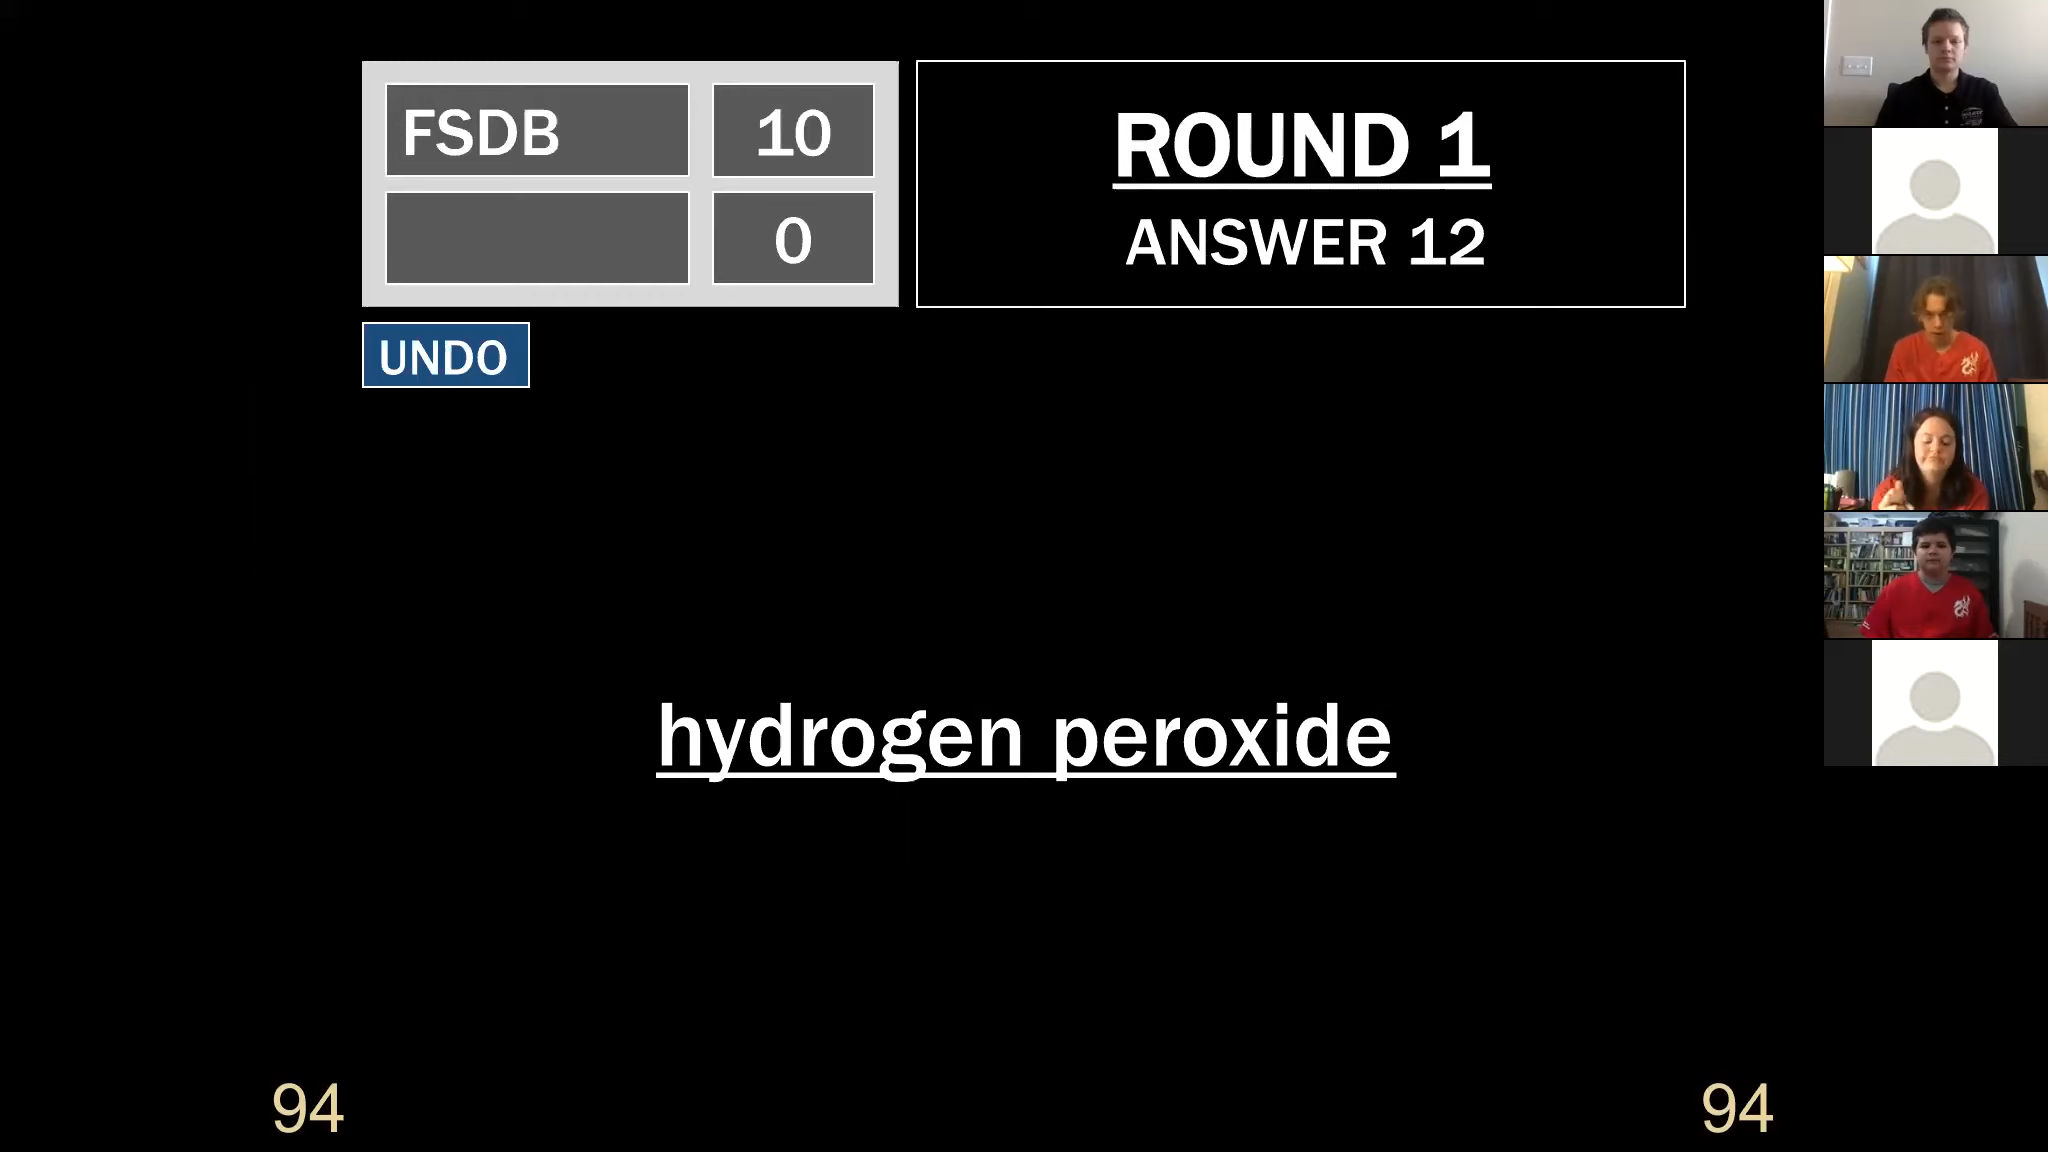 FSDB 10
0
ROUND 1
ANSWER 12
UNDO
hydrogen peroxide
94 94